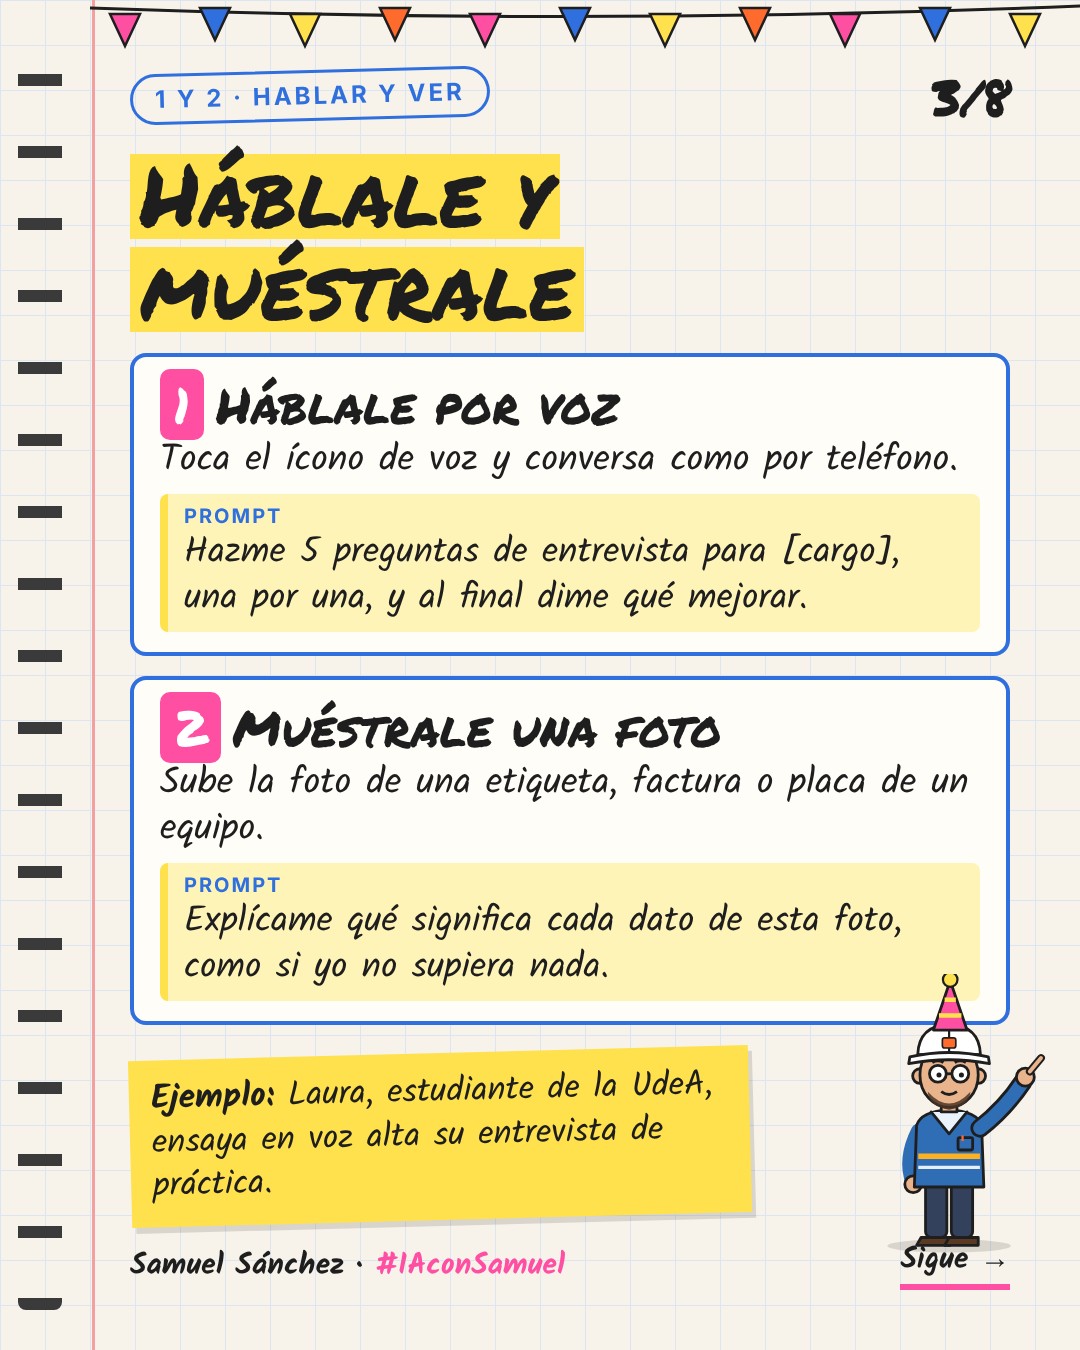 1 Y 2 · HABLAR Y VER
3/8
Háblale y
muéstrale
1 Háblale por voz
Toca el ícono de voz y conversa como por teléfono.
PROMPT
Hazme 5 preguntas de entrevista para [cargo],
una por una, y al final dime qué mejorar.
2 Muéstrale una foto
Sube la foto de una etiqueta, factura o placa de un
equipo.
PROMPT
Explícame qué significa cada dato de esta foto,
como si yo no supiera nada.
Ejemplo: Laura, estudiante de la UdeA,
ensaya en voz alta su entrevista de
práctica.
Samuel Sánchez · #IAconSamuel
Sigue →